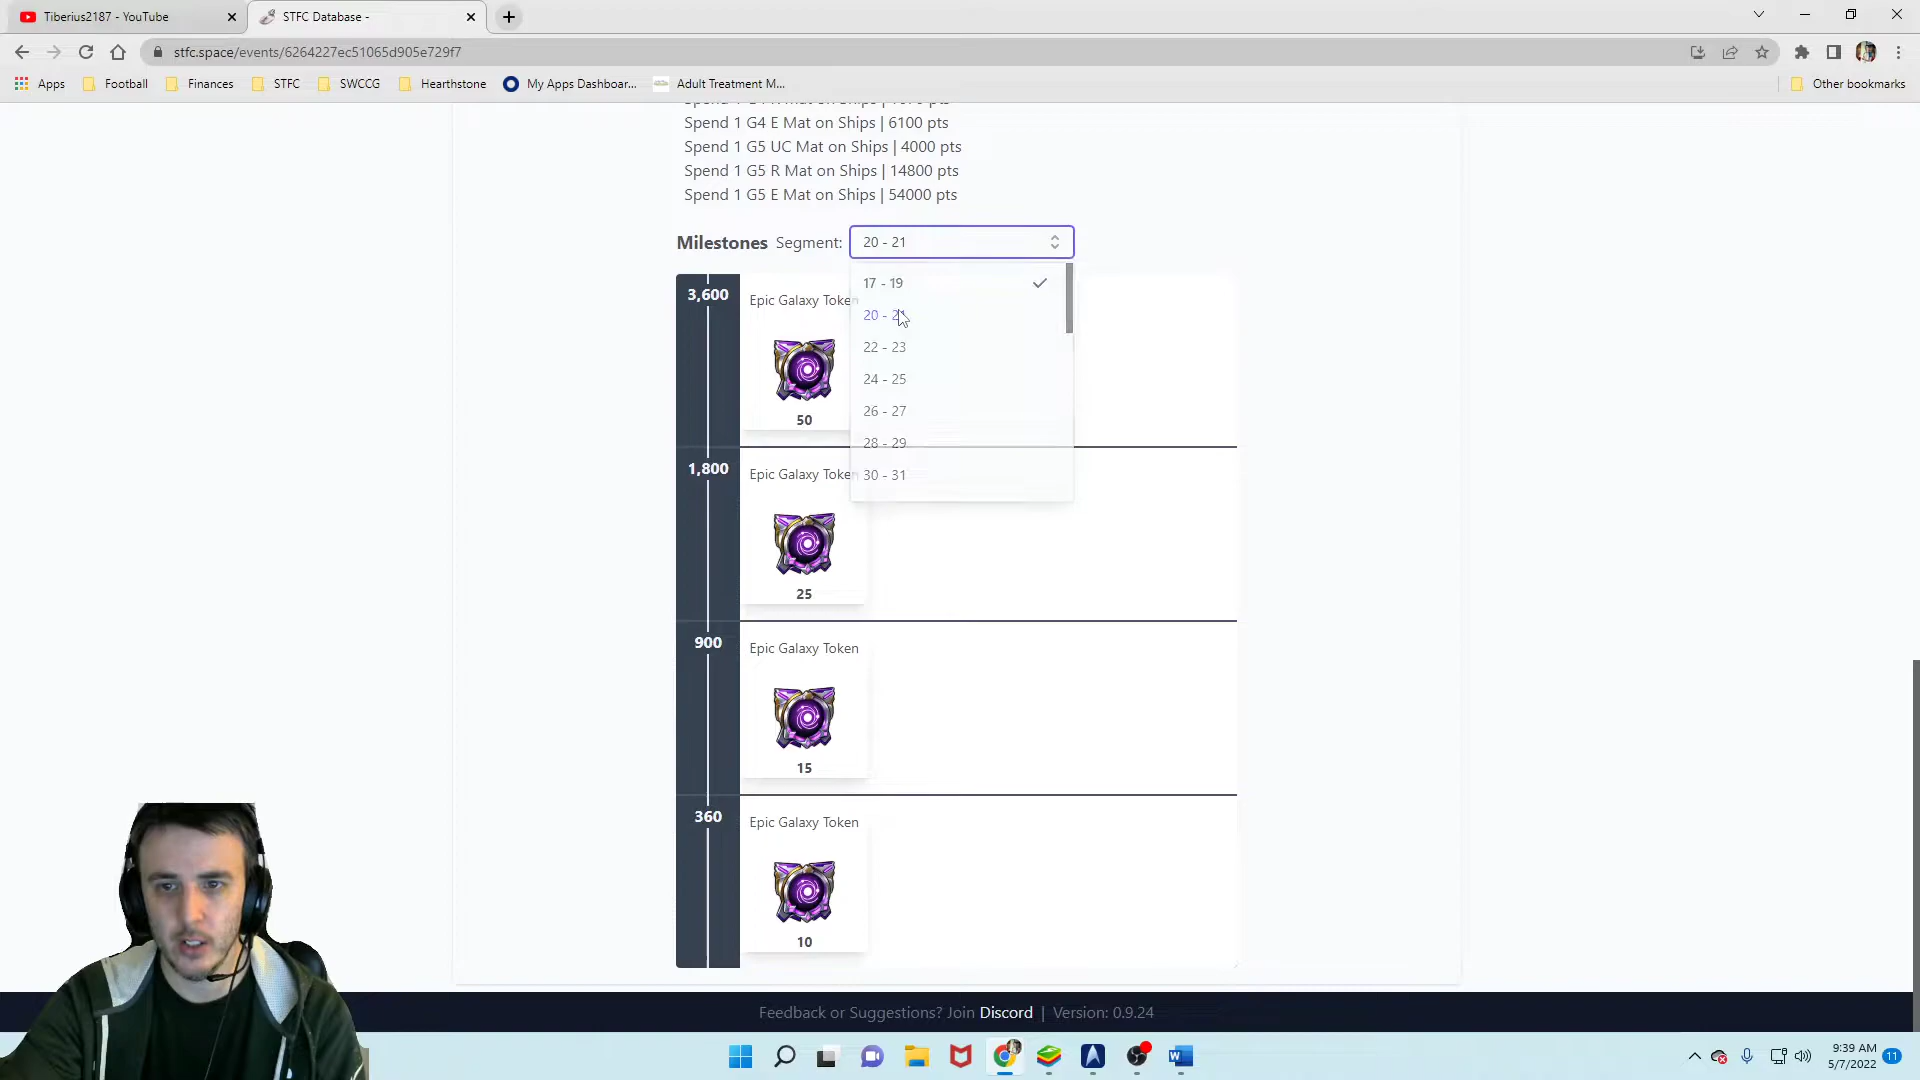 Tiberius2187 - YouTube
STFC Database -
stfc.space/events/6264227ec51065d905e729f7
Apps Football Finances STFC SWCCG Hearthstone My Apps Dashboar... Adult Treatment M... Other bookmarks
Spend 1 G4 E Mat on Ships | 6100 pts
Spend 1 G5 UC Mat on Ships | 4000 pts
Spend 1 G5 R Mat on Ships | 14800 pts
Spend 1 G5 E Mat on Ships | 54000 pts
Milestones Segment: 20 - 21
17 - 19
20 - 21
22 - 23
24 - 25
26 - 27
28 - 29
30 - 31
3,600 Epic Galaxy Token
50
1,800 Epic Galaxy Token
25
900 Epic Galaxy Token
15
360 Epic Galaxy Token
10
Feedback or Suggestions? Join Discord | Version: 0.9.24
9:39 AM
5/7/2022
11